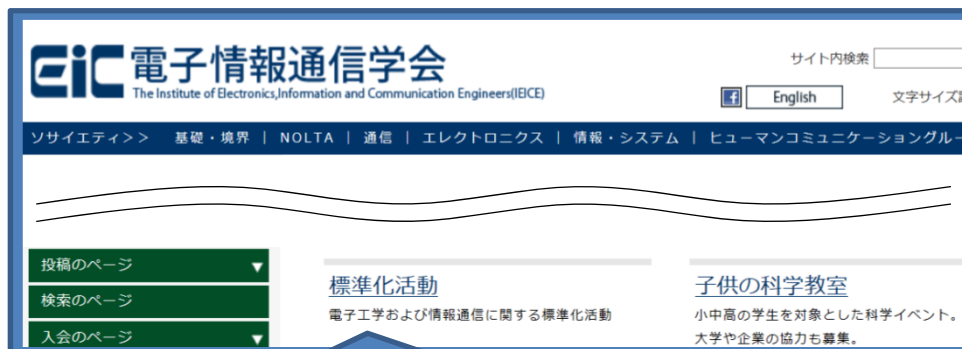 EiC 電子情報通信学会
The Institute of Electronics,Information and Communication Engineers(IEICE)
サイト内検索
English
文字サイズ
ソサイエティ>> 基礎・境界 | NOLTA | 通信 | エレクトロニクス | 情報・システム | ヒューマンコミュニケーショングルー
投稿のページ ▼
検索のページ
入会のページ ▼
標準化活動
電子工学および情報通信に関する標準化活動
子供の科学教室
小中高の学生を対象とした科学イベント。
大学や企業の協力も募集。